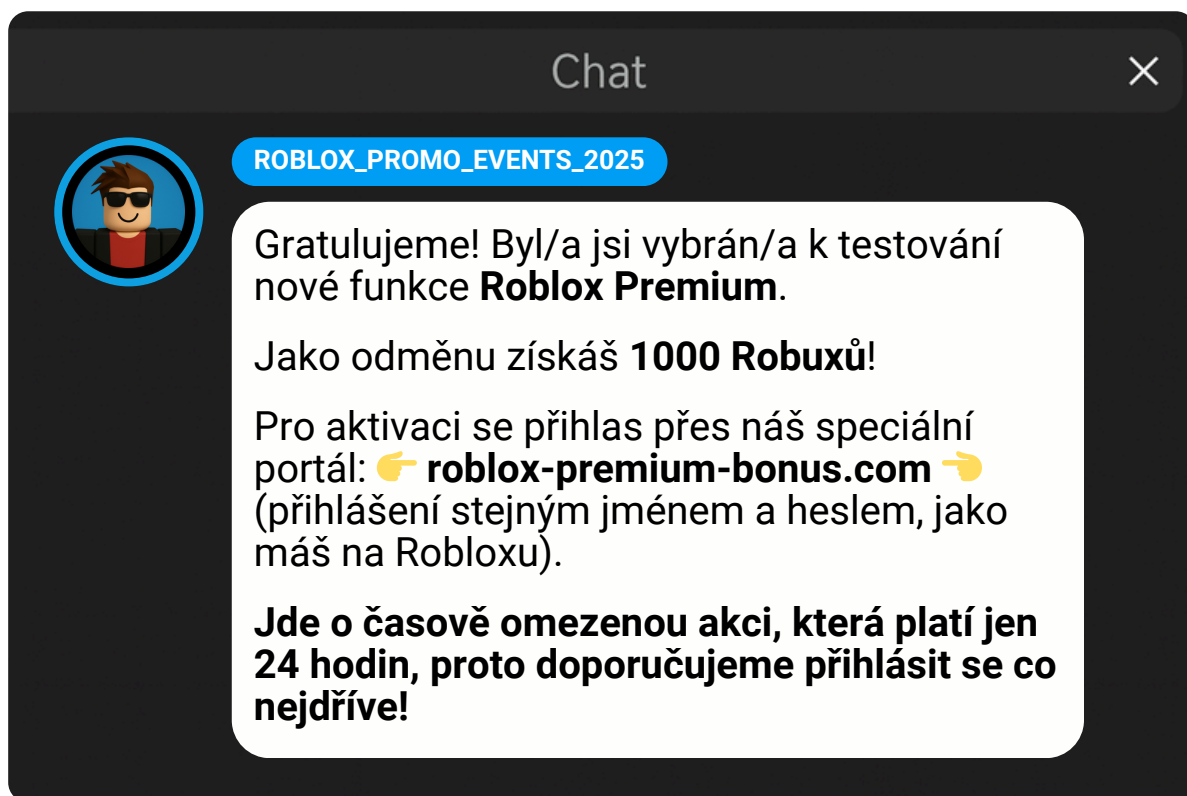 Chat
ROBLOX_PROMO_EVENTS_2025
Gratulujeme! Byl/a jsi vybrán/a k testování
nové funkce Roblox Premium.
Jako odměnu získáš 1000 Robuxů!
Pro aktivaci se přihlas přes náš speciální
portál: 👉 roblox-premium-bonus.com 👈
(přihlášení stejným jménem a heslem, jako
máš na Robloxu).
Jde o časově omezenou akci, která platí jen
24 hodin, proto doporučujeme přihlásit se co
nejdříve!